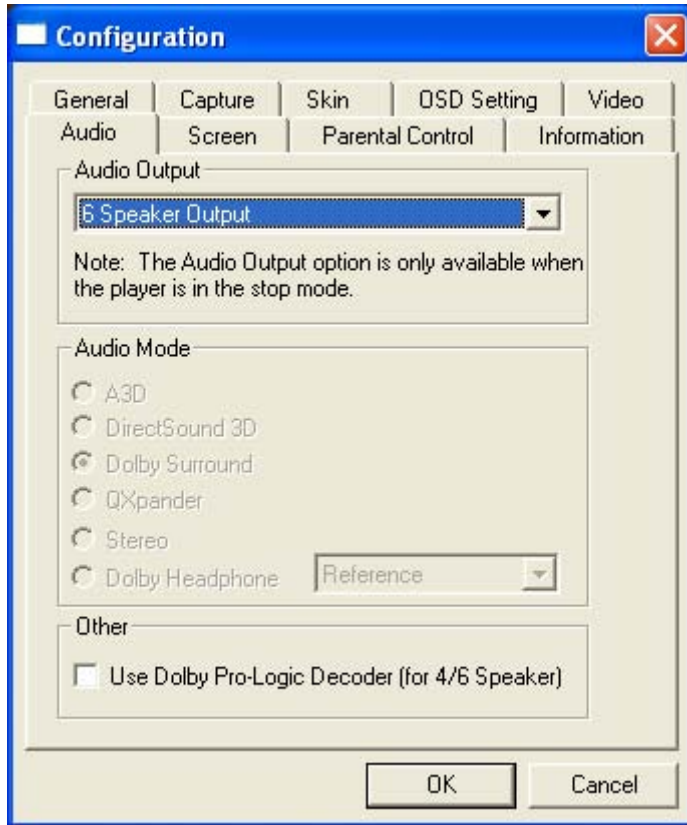 Configuration
General Capture Skin OSD Setting Video
Audio Screen Parental Control Information
Audio Output
6 Speaker Output
Note: The Audio Output option is only available when
the player is in the stop mode.
Audio Mode
A3D
DirectSound 3D
Dolby Surround
QXpander
Stereo
Dolby Headphone Reference
Other
Use Dolby Pro-Logic Decoder (for 4/6 Speaker)
OK Cancel